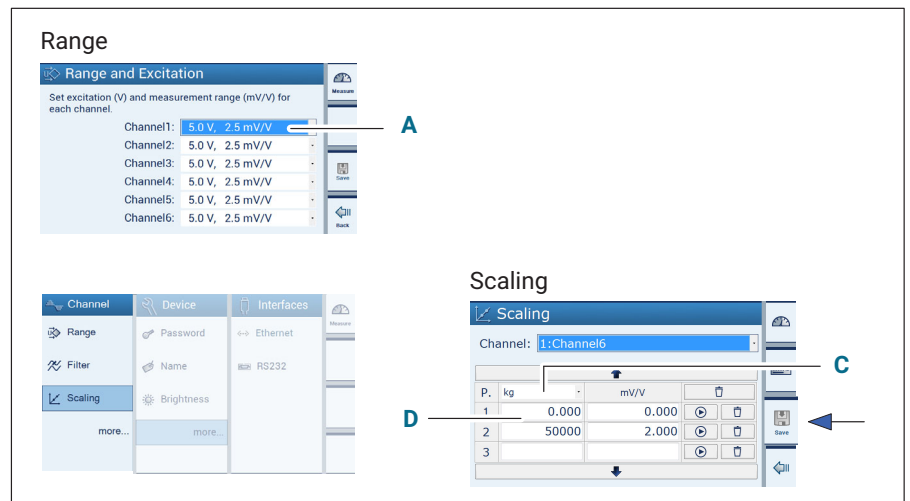 Range
Range and Excitation
Measure
Set excitation (V) and measurement range (mV/V) for
each channel.
Channel1: 5.0 V, 2.5 mV/V
A
Channel2: 5.0 V, 2.5 mV/V
Channel3: 5.0 V, 2.5 mV/V
Channel4: 5.0 V, 2.5 mV/V
Save
Channel5: 5.0 V, 2.5 mV/V
Channel6: 5.0 V, 2.5 mV/V
Back
Channel Device Interfaces
Measure
Range Password Ethernet
Filter Name RS232
Scaling Brightness
more... more...
Scaling
Scaling
Channel: 1:Channel6
C
P. kg mV/V
D
1 0.000 0.000
2 50000 2.000
Save
3